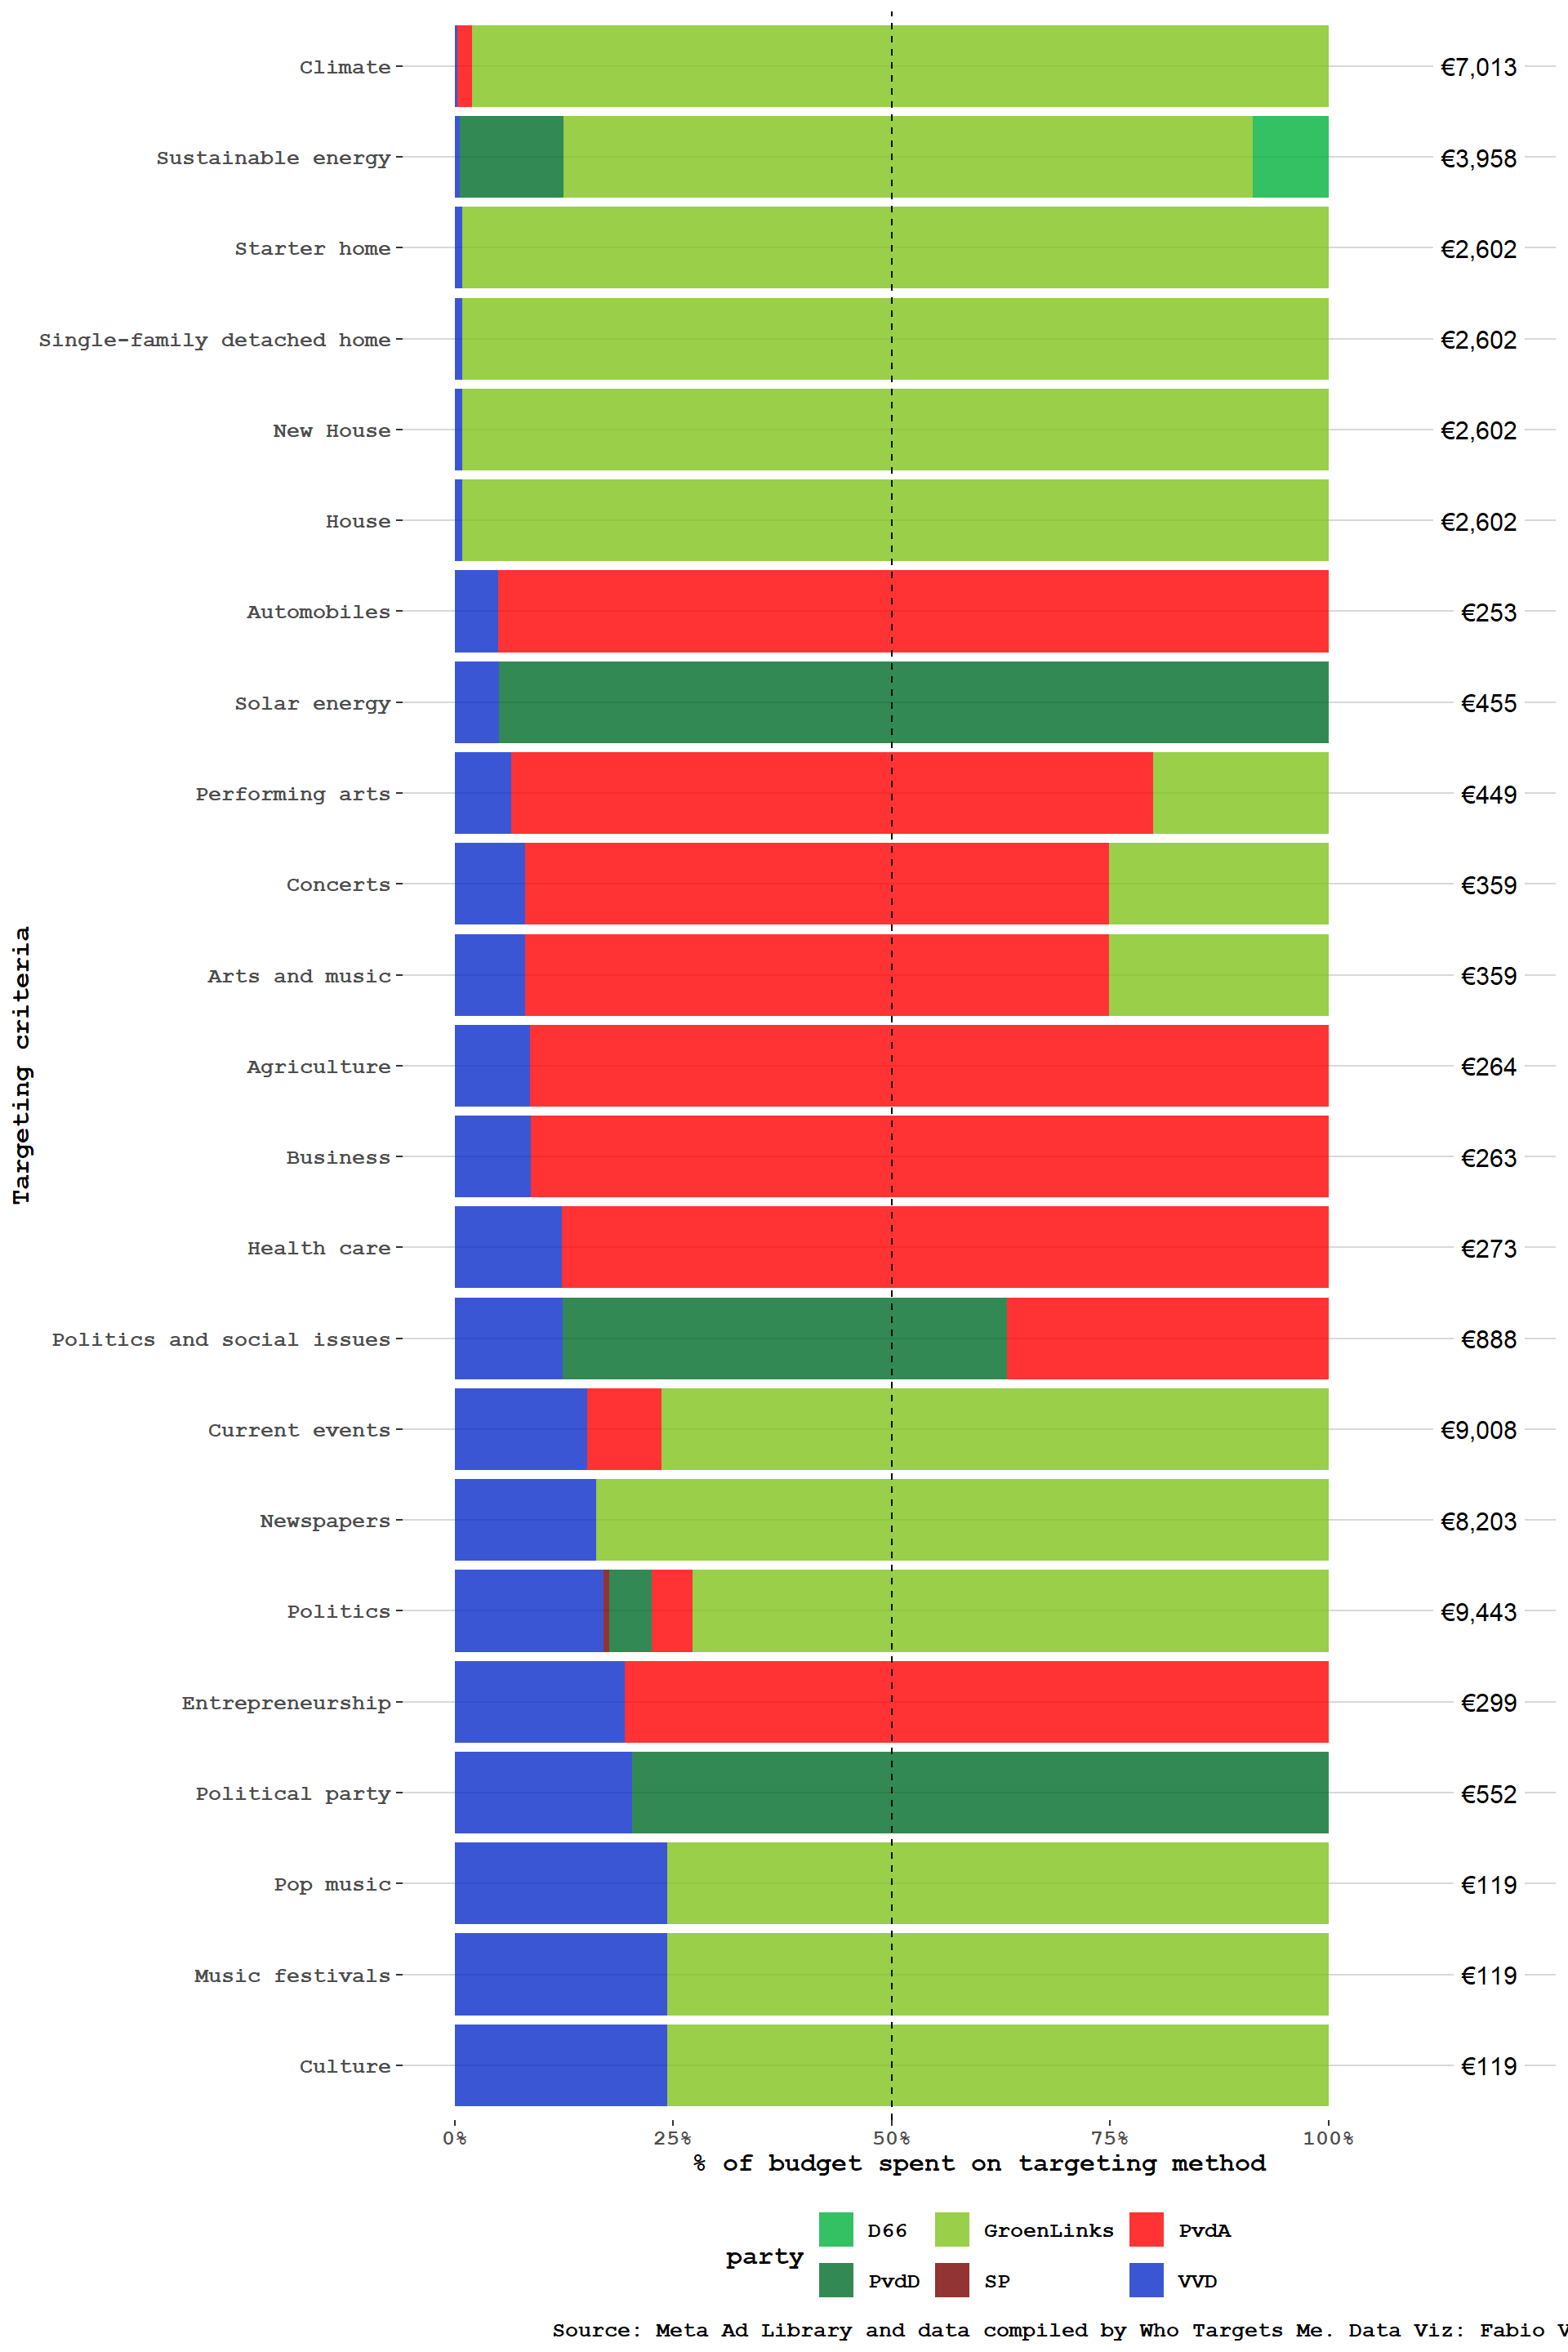 Climate €7,013
Sustainable energy €3,958
Starter home €2,602
Single-family detached home €2,602
New House €2,602
House €2,602
Automobiles €253
Solar energy €455
Performing arts €449
Concerts €359
Arts and music €359
Agriculture €264
Business €263
Health care €273
Politics and social issues €888
Current events €9,008
Newspapers €8,203
Politics €9,443
Entrepreneurship €299
Political party €552
Pop music €119
Music festivals €119
Culture €119
Targeting criteria
0% 25% 50% 75% 100%
% of budget spent on targeting method
party
D66 GroenLinks PvdA
PvdD SP VVD
Source: Meta Ad Library and data compiled by Who Targets Me. Data Viz: Fabio